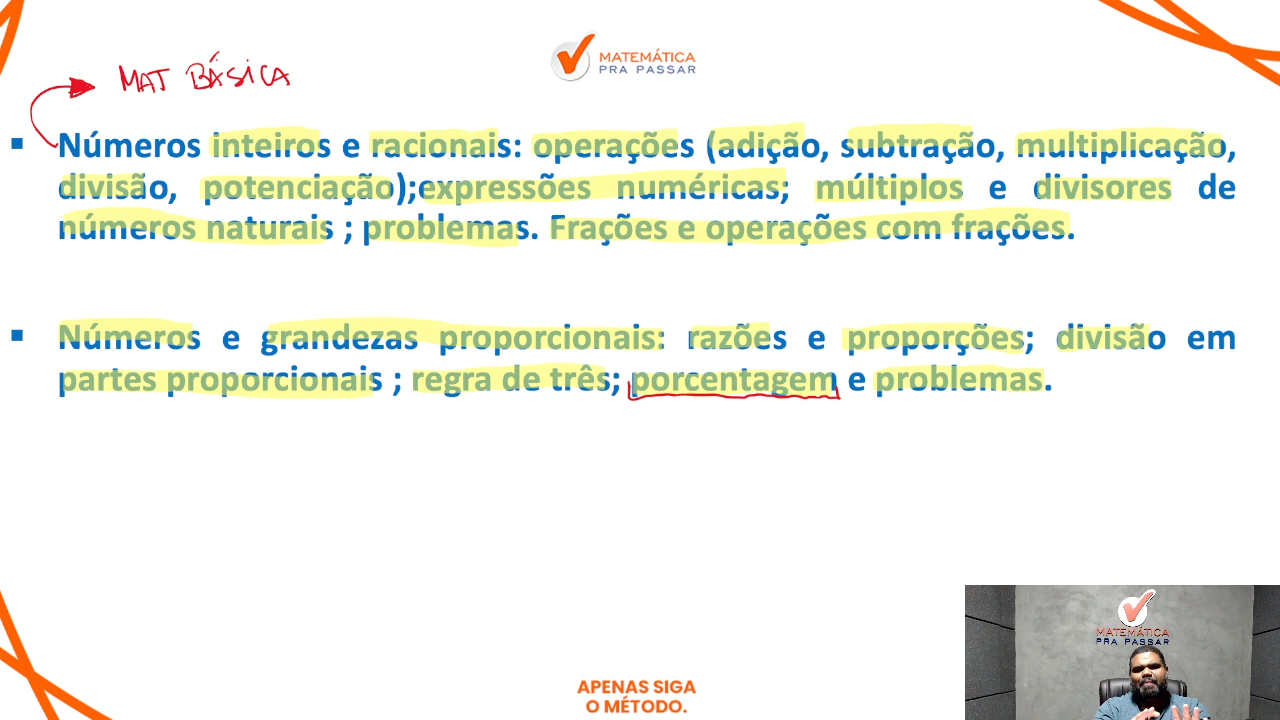 MATEMÁTICA
PRA PASSAR
MAT BÁSICA
▪ Números inteiros e racionais: operações (adição, subtração, multiplicação,
divisão, potenciação);expressões numéricas; múltiplos e divisores de
números naturais ; problemas. Frações e operações com frações.
▪ Números e grandezas proporcionais: razões e proporções; divisão em
partes proporcionais ; regra de três; porcentagem e problemas.
MATEMÁTICA
PRA PASSAR
APENAS SIGA
O MÉTODO.